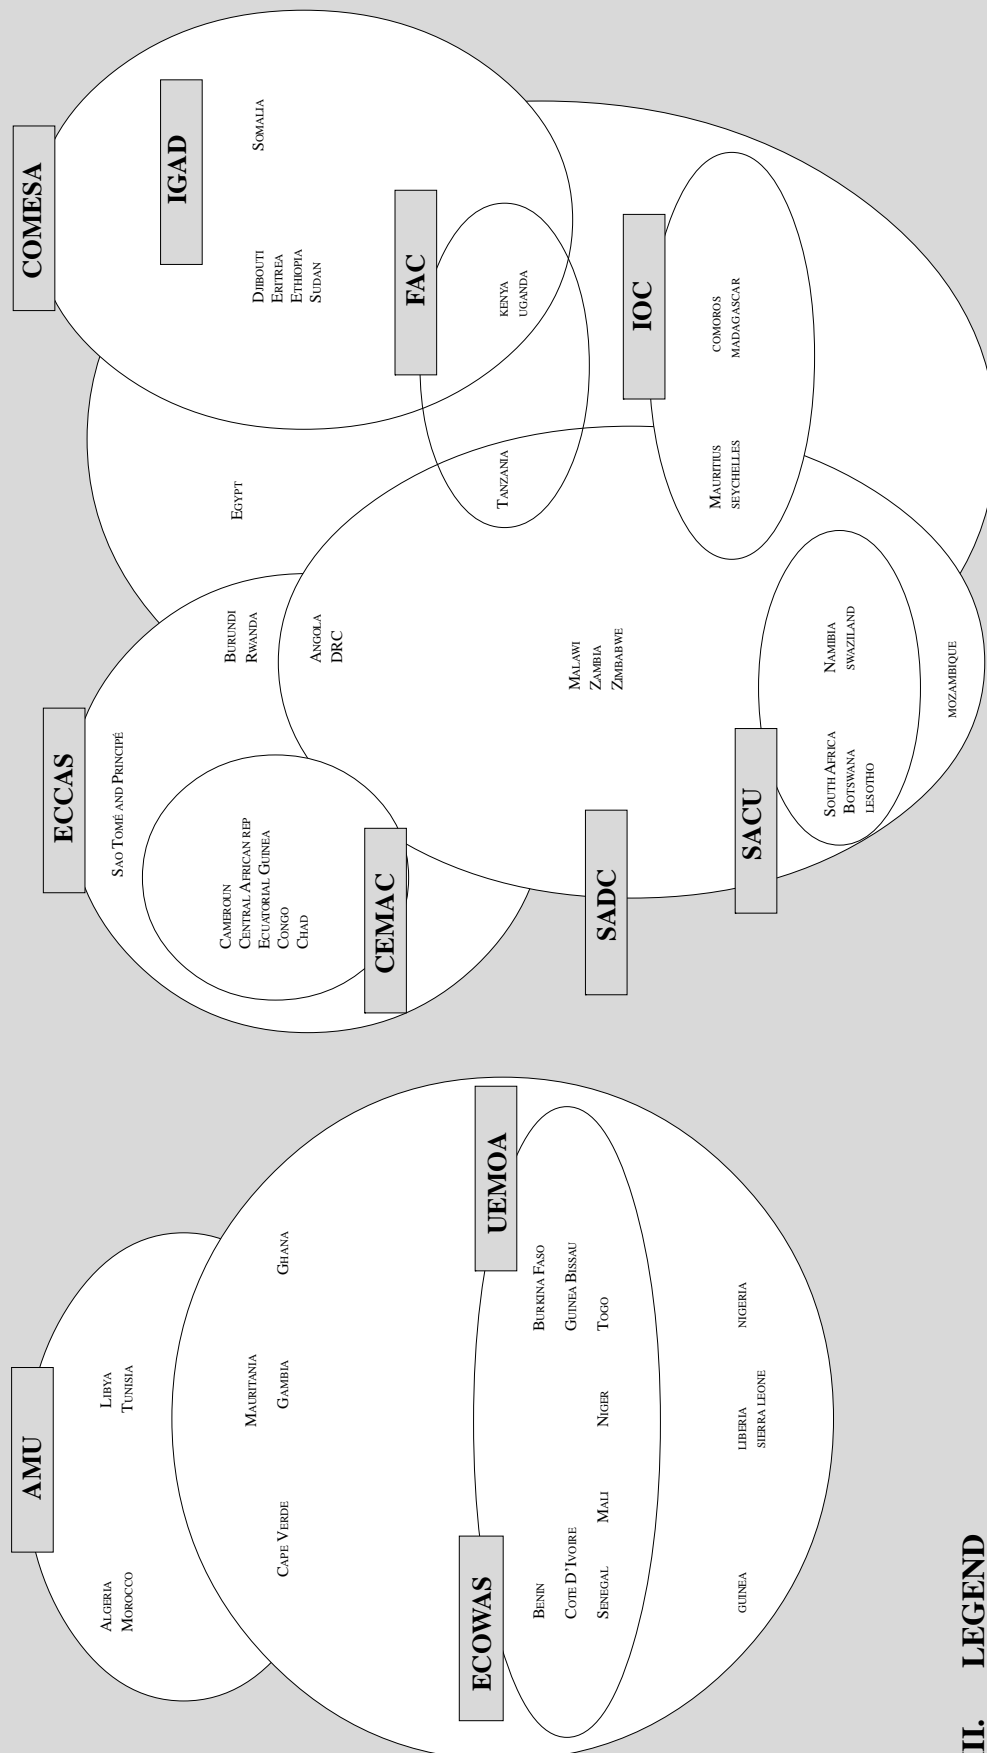 II. LEGEND
AMU
ALGERIA
MOROCCO
LIBYA
TUNISIA
MAURITANIA
CAPE VERDE
GAMBIA
GHANA
ECOWAS
UEMOA
BENIN
BURKINA FASO
COTE D'IVOIRE
GUINEA BISSAU
SENEGAL
MALI
NIGER
TOGO
GUINEA
LIBERIA
SIERRA LEONE
NIGERIA
ECCAS
SAO TOMÉ AND PRINCIPÉ
CAMEROUN
CENTRAL AFRICAN REP
ECUATORIAL GUINEA
CONGO
CHAD
CEMAC
BURUNDI
RWANDA
ANGOLA
DRC
EGYPT
COMESA
IGAD
DJIBOUTI
ERITREA
ETHIOPIA
SUDAN
SOMALIA
FAC
TANZANIA
KENYA
UGANDA
SADC
MALAWI
ZAMBIA
ZIMBABWE
IOC
MAURITIUS
SEYCHELLES
COMOROS
MADAGASCAR
SACU
SOUTH AFRICA
BOTSWANA
LESOTHO
NAMIBIA
SWAZILAND
MOZAMBIQUE